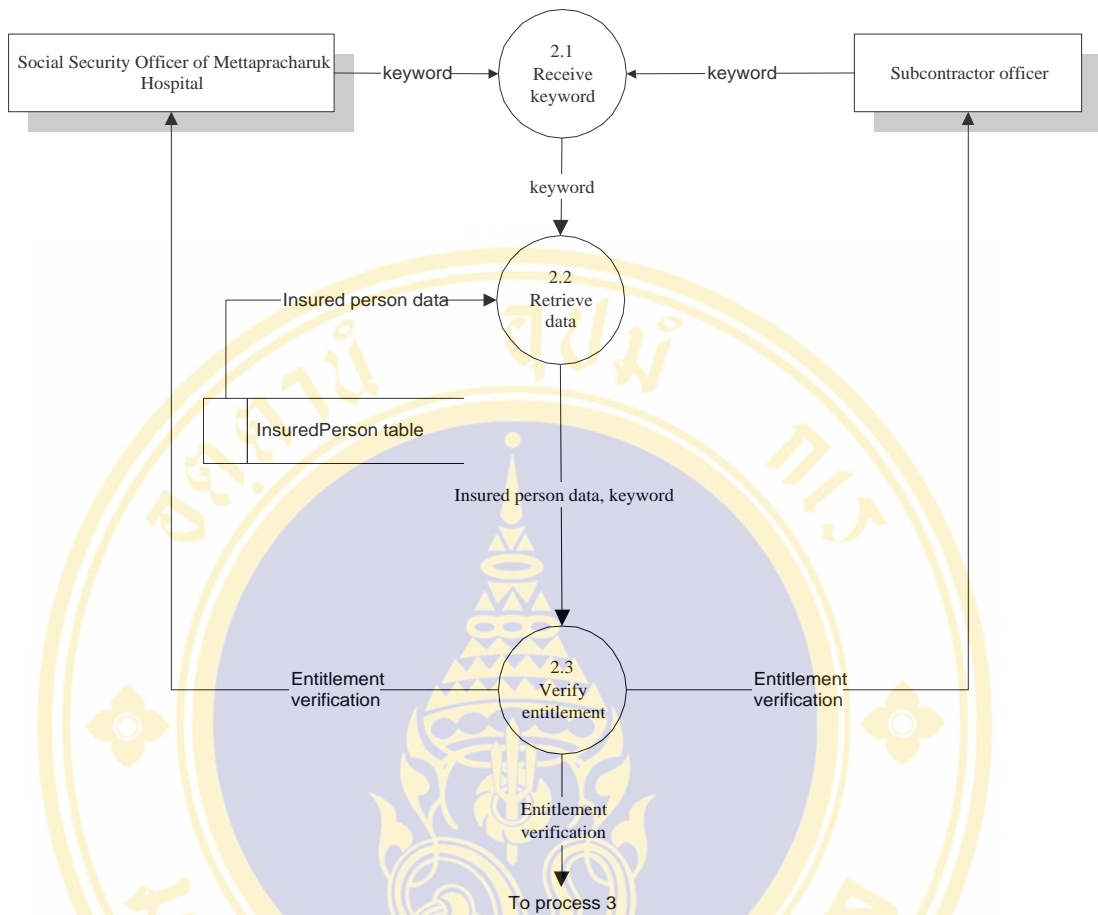 Social Security Officer of Mettapracharuk
Hospital
keyword
2.1
Receive
keyword
keyword
Subcontractor officer
keyword
2.2
Retrieve
data
Insured person data
InsuredPerson table
Insured person data, keyword
2.3
Verify
entitlement
Entitlement
verification
Entitlement
verification
Entitlement
verification
To process 3